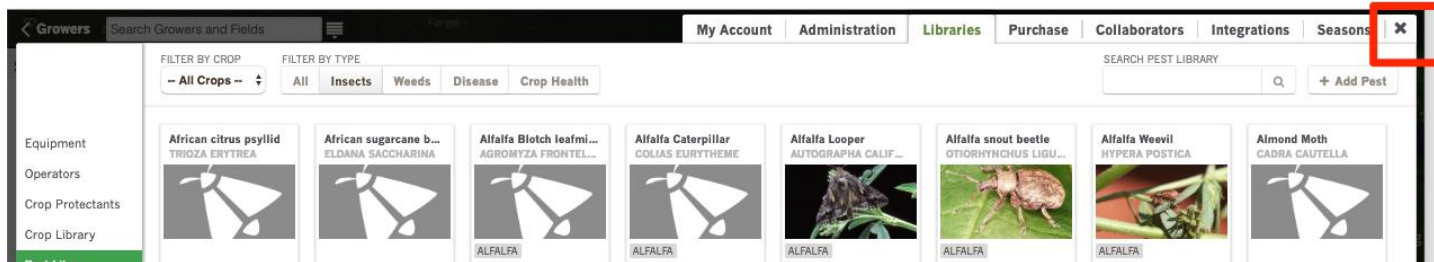 Growers Search Growers and Fields Fargo My Account Administration Libraries Purchase Collaborators Integrations Seasons
FILTER BY CROP FILTER BY TYPE SEARCH PEST LIBRARY
-- All Crops -- All Insects Weeds Disease Crop Health + Add Pest
Equipment
Operators
Crop Protectants
Crop Library
African citrus psyllid
TRIOZA ERYTREA
African sugarcane b...
ELDANA SACCHARINA
Alfalfa Blotch leafmi...
AGROMYZA FRONTEL...
ALFALFA
Alfalfa Caterpillar
COLIAS EURYTHEME
ALFALFA
Alfalfa Looper
AUTOGRAPHA CALIF...
ALFALFA
Alfalfa snout beetle
OTIORHYNCHUS LIGU...
ALFALFA
Alfalfa Weevil
HYPERA POSTICA
ALFALFA
Almond Moth
CADRA CAUTELLA